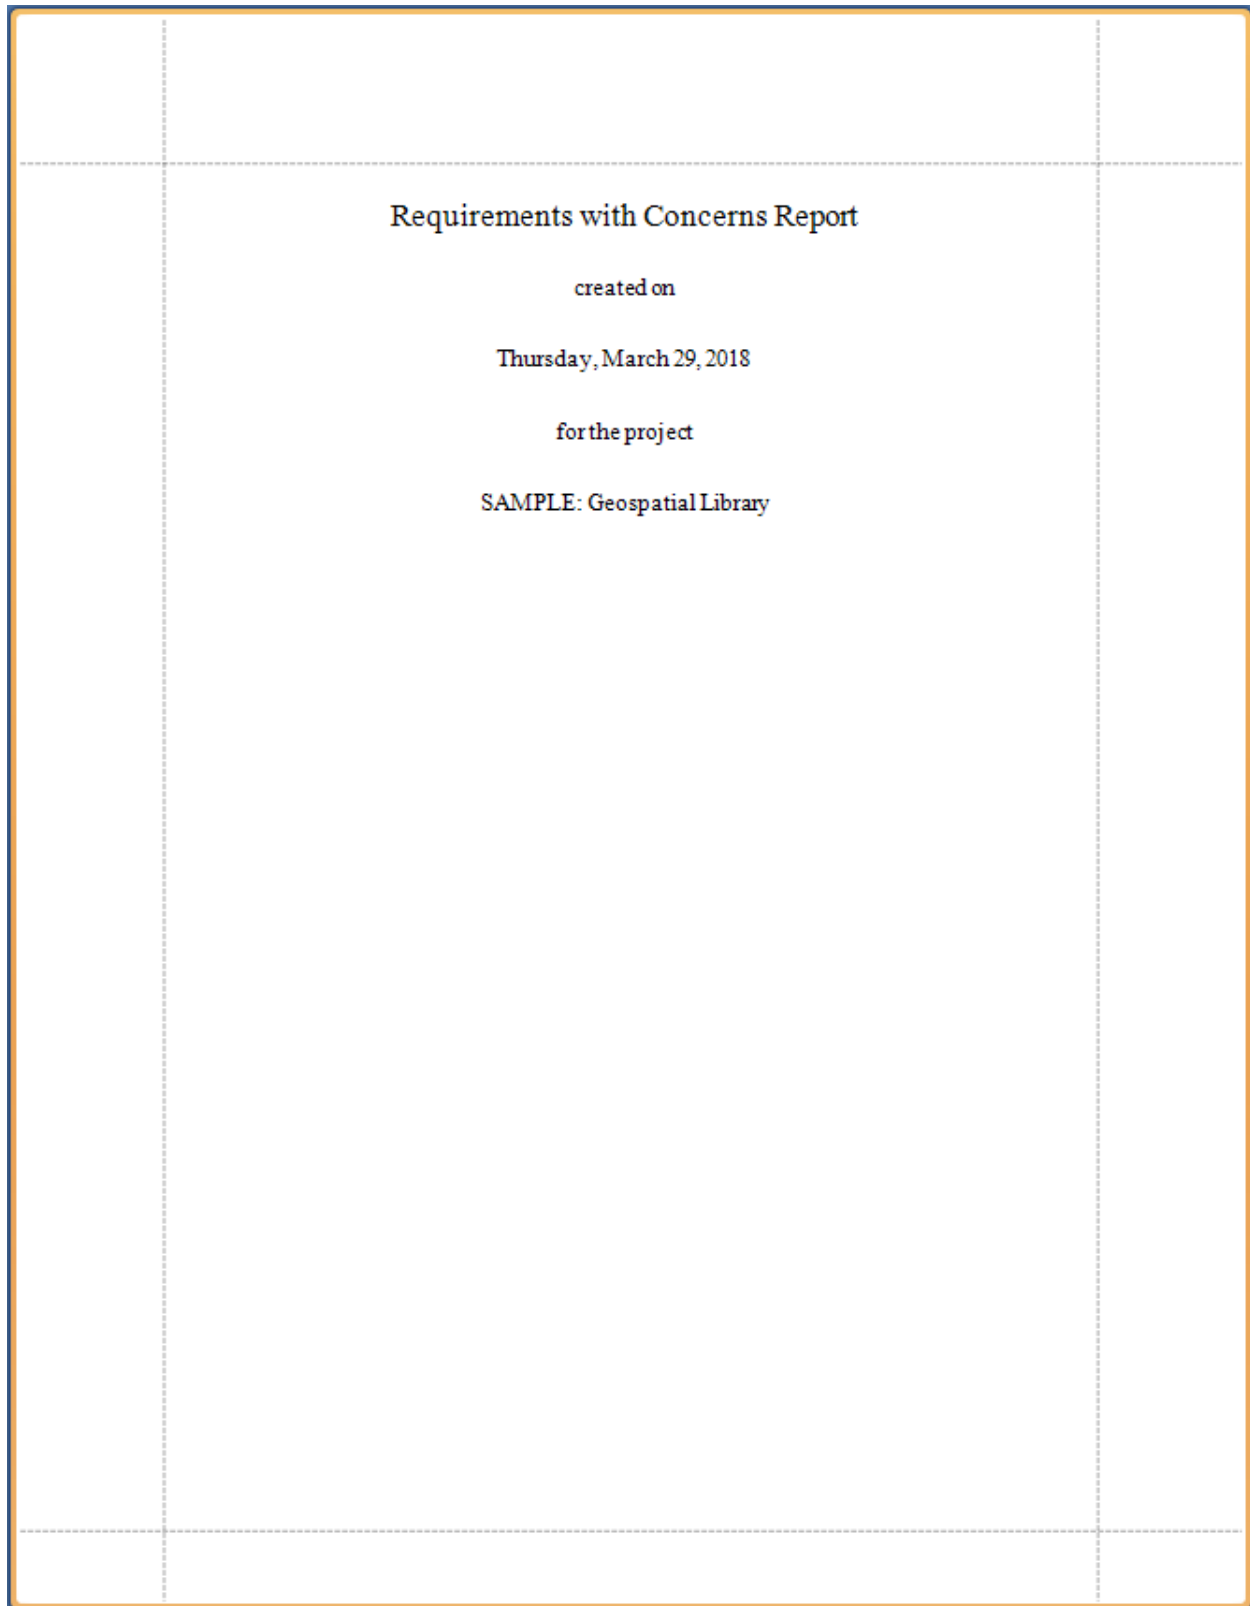 Requirements with Concerns Report
created on
Thursday, March 29, 2018
for the project
SAMPLE: Geospatial Library